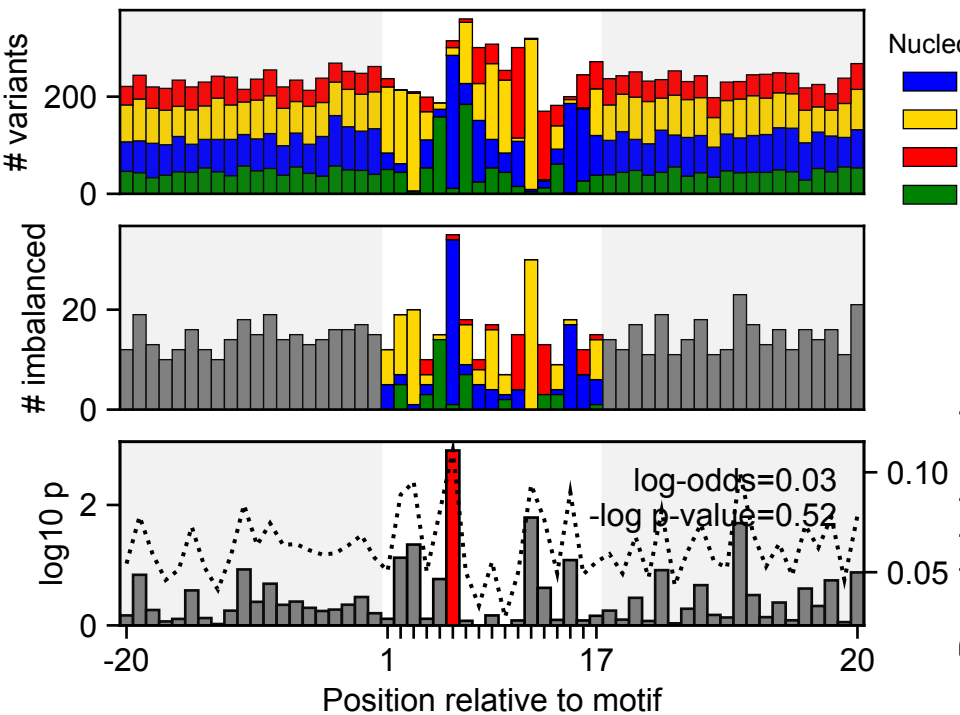 # variants
200
0
Nuclec
# imbalanced
20
0
log10 p
2
0
log-odds=0.03
-log p-value=0.52
0.10
0.05
-20
1
17
20
Position relative to motif